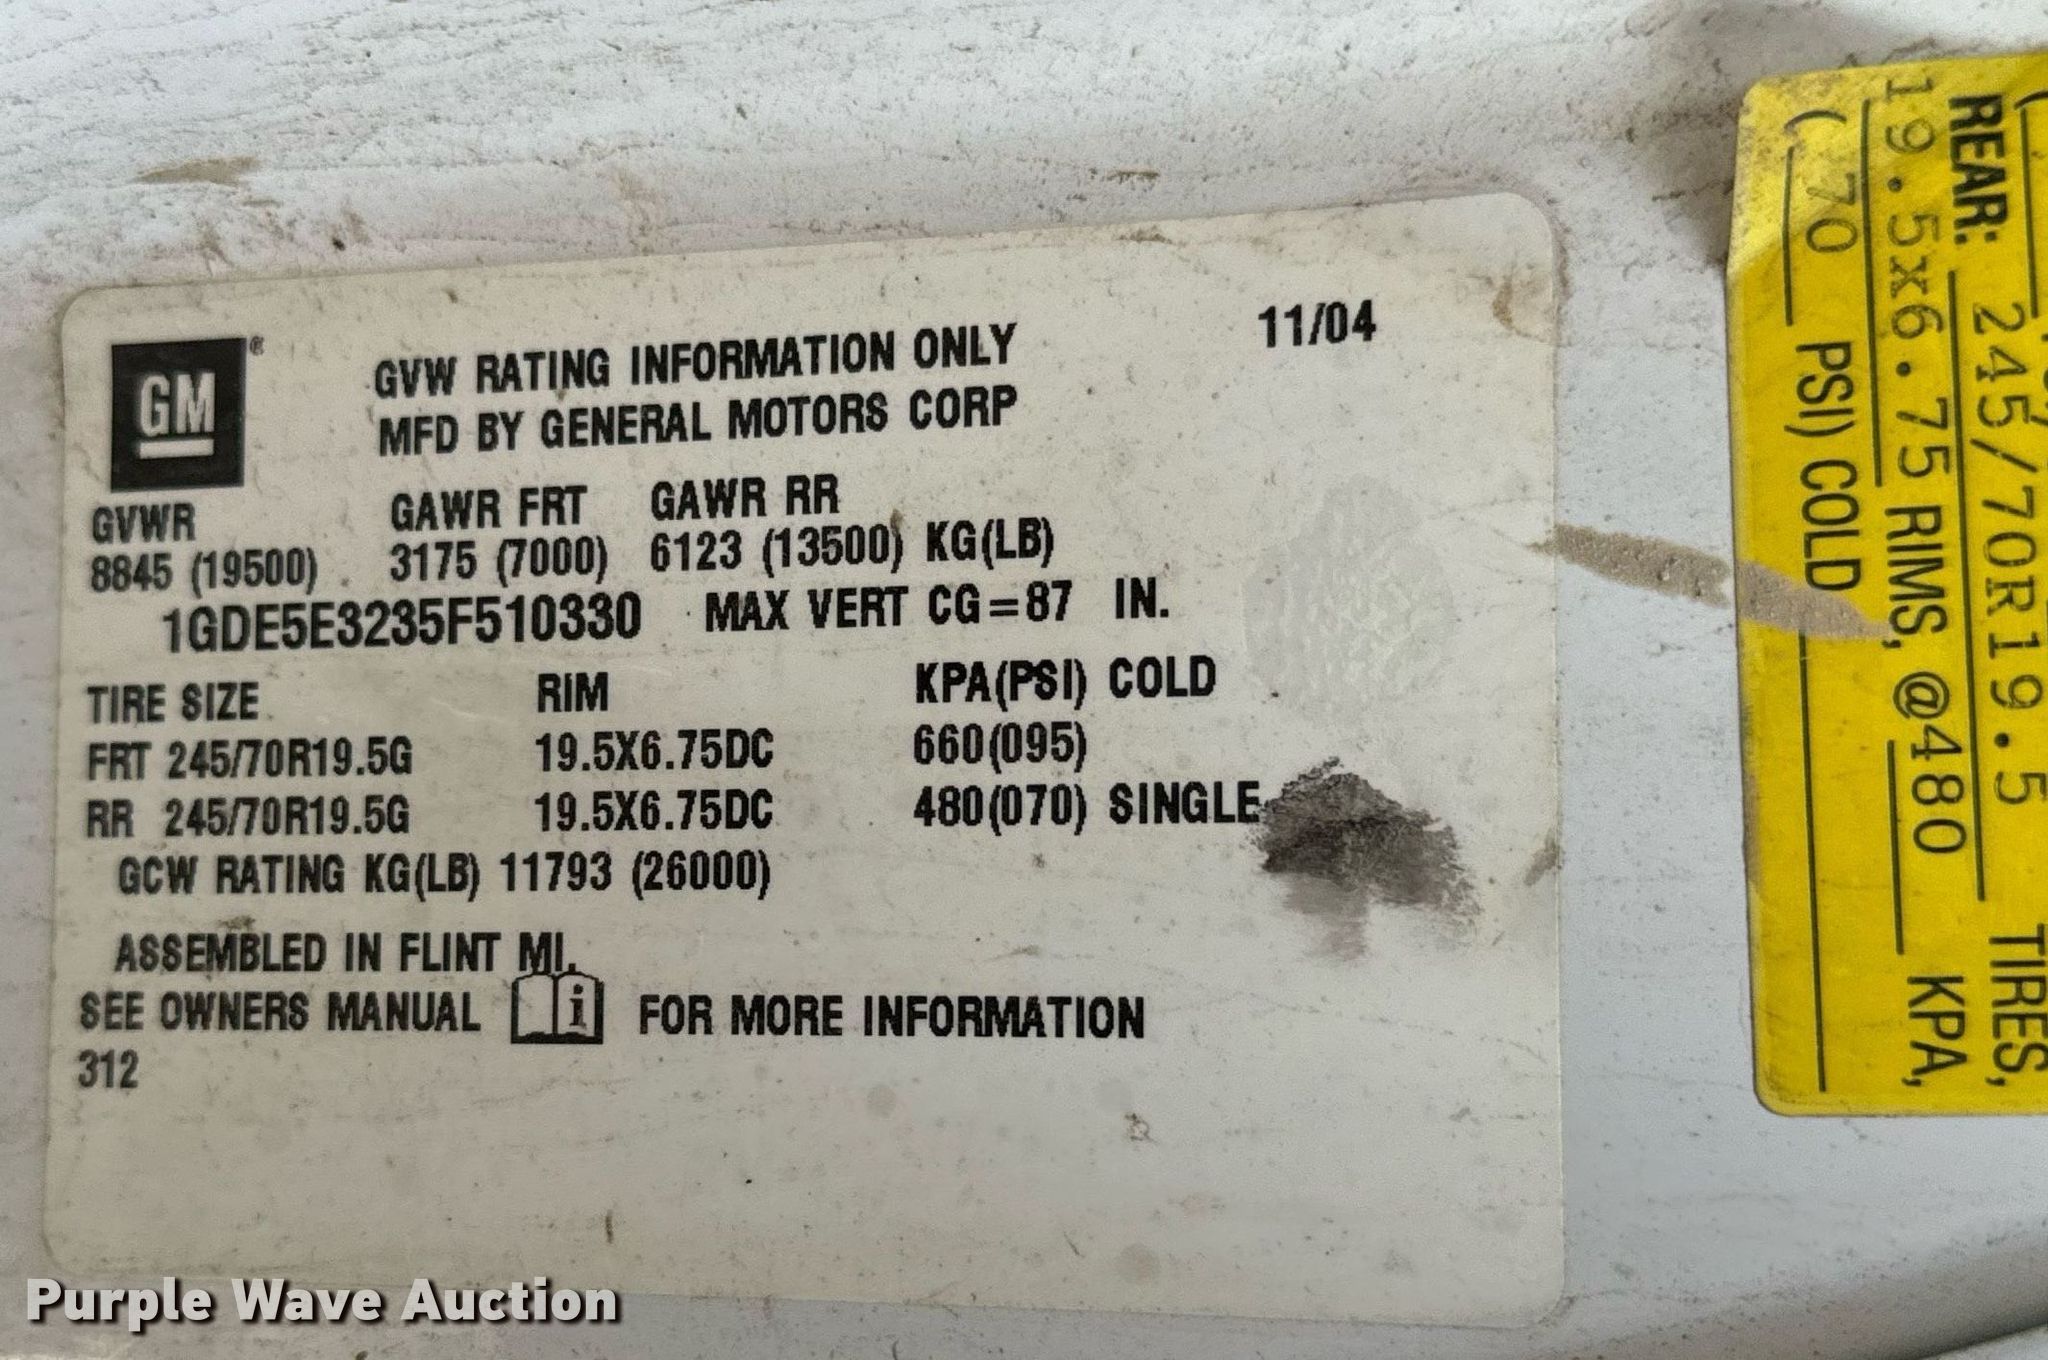 GM®
GVW RATING INFORMATION ONLY 11/04
MFD BY GENERAL MOTORS CORP
GVWR GAWR FRT GAWR RR
8845 (19500) 3175 (7000) 6123 (13500) KG(LB)
1GDE5E3235F510330 MAX VERT CG=87 IN.
TIRE SIZE RIM KPA(PSI) COLD
FRT 245/70R19.5G 19.5X6.75DC 660(095)
RR 245/70R19.5G 19.5X6.75DC 480(070) SINGLE
GCW RATING KG(LB) 11793 (26000)
ASSEMBLED IN FLINT MI.
SEE OWNERS MANUAL i FOR MORE INFORMATION
312
REAR: 245/70R19.5 TIRES,
19.5x6.75 RIMS, @480 KPA,
( 70 PSI) COLD
Purple Wave Auction